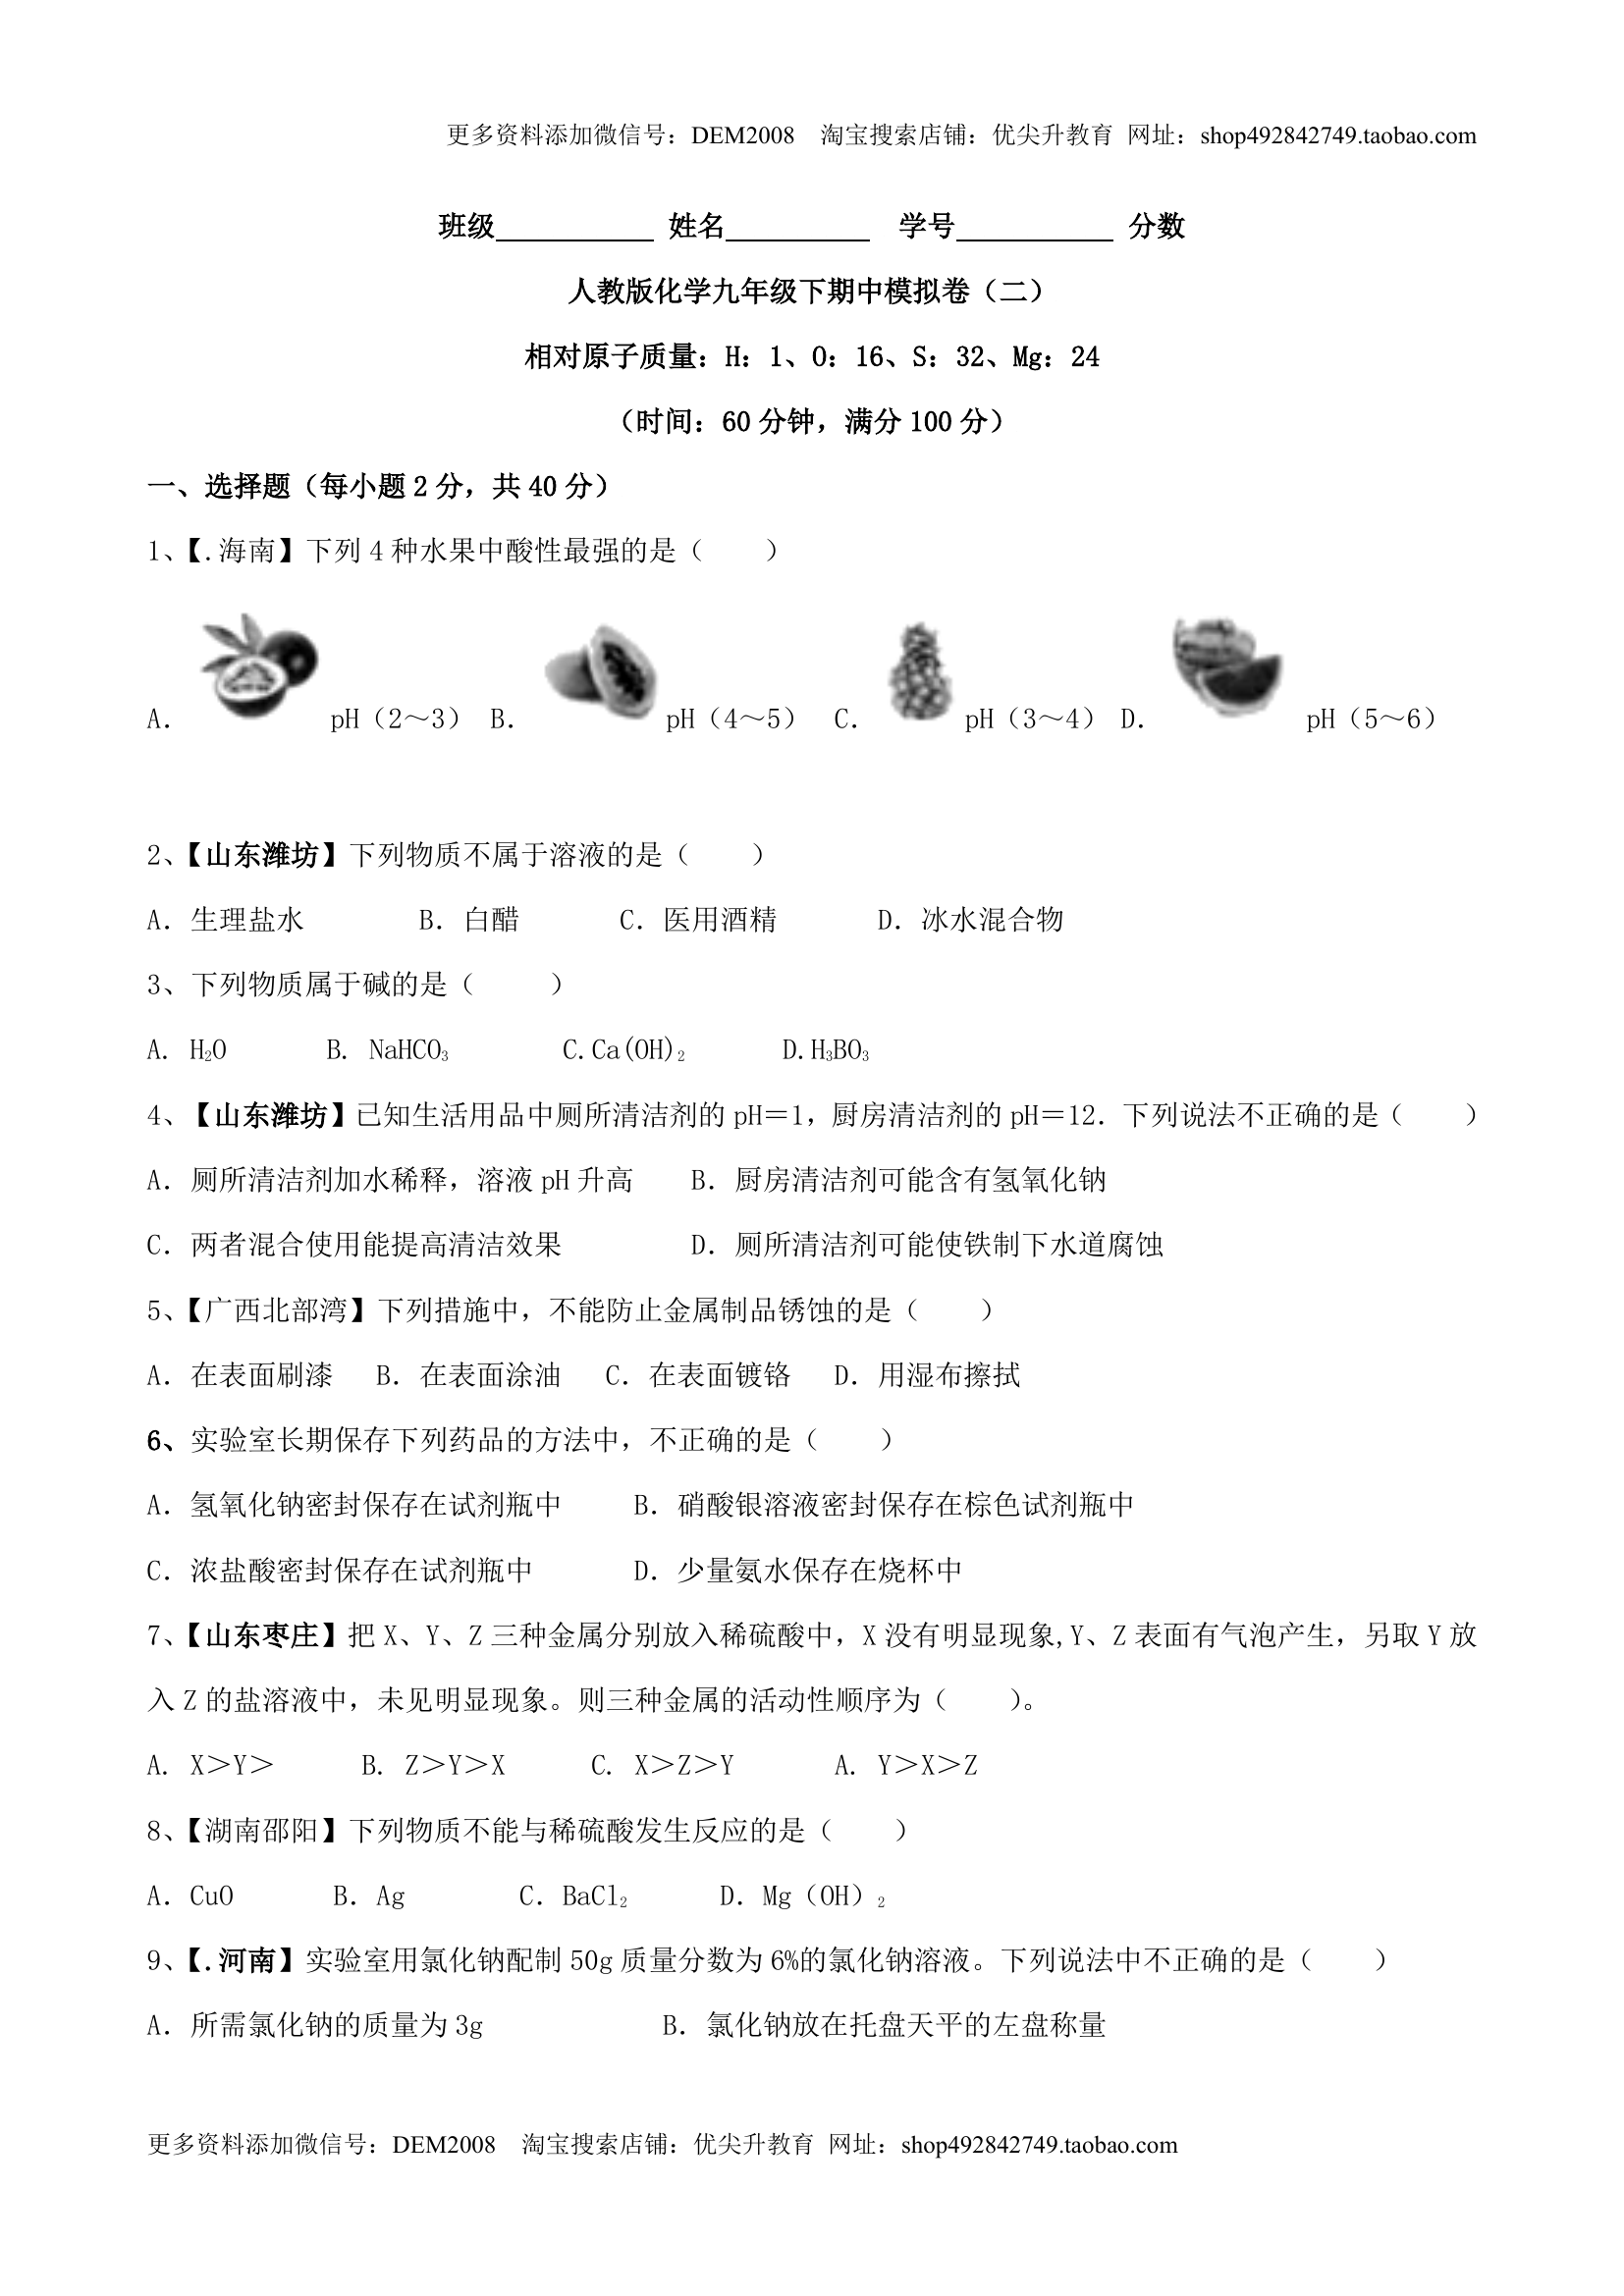 更多资料添加微信号：DEM2008 淘宝搜索店铺：优尖升教育 网址：shop492842749.taobao.com
班级__________ 姓名_________ 学号__________ 分数
人教版化学九年级下期中模拟卷（二）
相对原子质量：H：1、O：16、S：32、Mg：24
（时间：60 分钟，满分 100 分）
一、选择题（每小题 2 分，共 40 分）
1、【.海南】下列 4 种水果中酸性最强的是（ ）
A． pH（2～3） B． pH（4～5） C． pH（3～4） D． pH（5～6）
2、【山东潍坊】下列物质不属于溶液的是（ ）
A．生理盐水 B．白醋 C．医用酒精 D．冰水混合物
3、下列物质属于碱的是（ ）
A. H₂O B. NaHCO₃ C.Ca(OH)₂ D.H₃BO₃
4、【山东潍坊】已知生活用品中厕所清洁剂的 pH＝1，厨房清洁剂的 pH＝12．下列说法不正确的是（ ）
A．厕所清洁剂加水稀释，溶液 pH 升高 B．厨房清洁剂可能含有氢氧化钠
C．两者混合使用能提高清洁效果 D．厕所清洁剂可能使铁制下水道腐蚀
5、【广西北部湾】下列措施中，不能防止金属制品锈蚀的是（ ）
A．在表面刷漆 B．在表面涂油 C．在表面镀铬 D．用湿布擦拭
6、实验室长期保存下列药品的方法中，不正确的是（ ）
A．氢氧化钠密封保存在试剂瓶中 B．硝酸银溶液密封保存在棕色试剂瓶中
C．浓盐酸密封保存在试剂瓶中 D．少量氨水保存在烧杯中
7、【山东枣庄】把 X、Y、Z 三种金属分别放入稀硫酸中，X 没有明显现象,Y、Z 表面有气泡产生，另取 Y 放
入 Z 的盐溶液中，未见明显现象。则三种金属的活动性顺序为（ ）。
A. X＞Y＞ B. Z＞Y＞X C. X＞Z＞Y A. Y＞X＞Z
8、【湖南邵阳】下列物质不能与稀硫酸发生反应的是（ ）
A．CuO B．Ag C．BaCl₂ D．Mg（OH）₂
9、【.河南】实验室用氯化钠配制 50g 质量分数为 6%的氯化钠溶液。下列说法中不正确的是（ ）
A．所需氯化钠的质量为 3g B．氯化钠放在托盘天平的左盘称量
更多资料添加微信号：DEM2008 淘宝搜索店铺：优尖升教育 网址：shop492842749.taobao.com